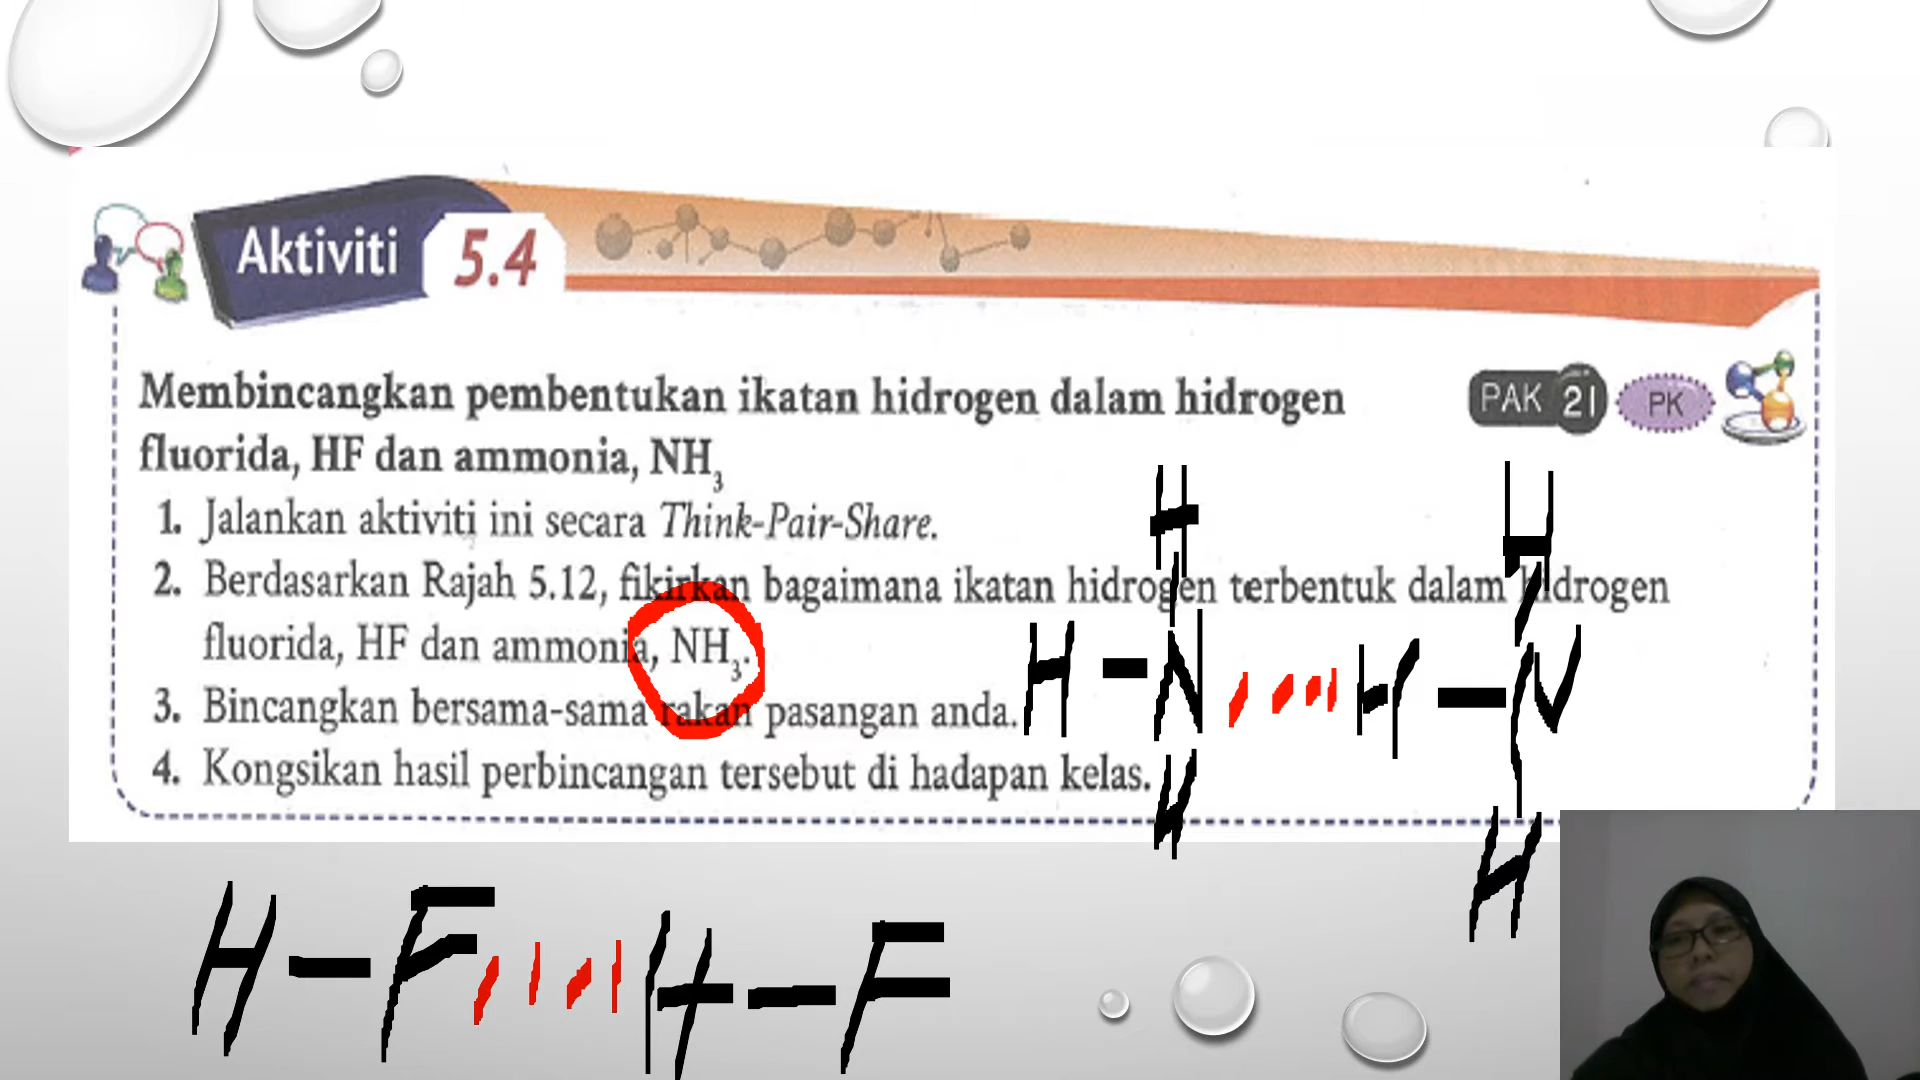 Aktiviti 5.4
Membincangkan pembentukan ikatan hidrogen dalam hidrogen
fluorida, HF dan ammonia, NH₃
PAK 21 PK
1. Jalankan aktiviti ini secara Think-Pair-Share.
2. Berdasarkan Rajah 5.12, fikirkan bagaimana ikatan hidrogen terbentuk dalam hidrogen
fluorida, HF dan ammonia, NH₃.
3. Bincangkan bersama-sama rakan pasangan anda.
4. Kongsikan hasil perbincangan tersebut di hadapan kelas.
H H
H - N ···· H - N
H H
H - F ···· H - F